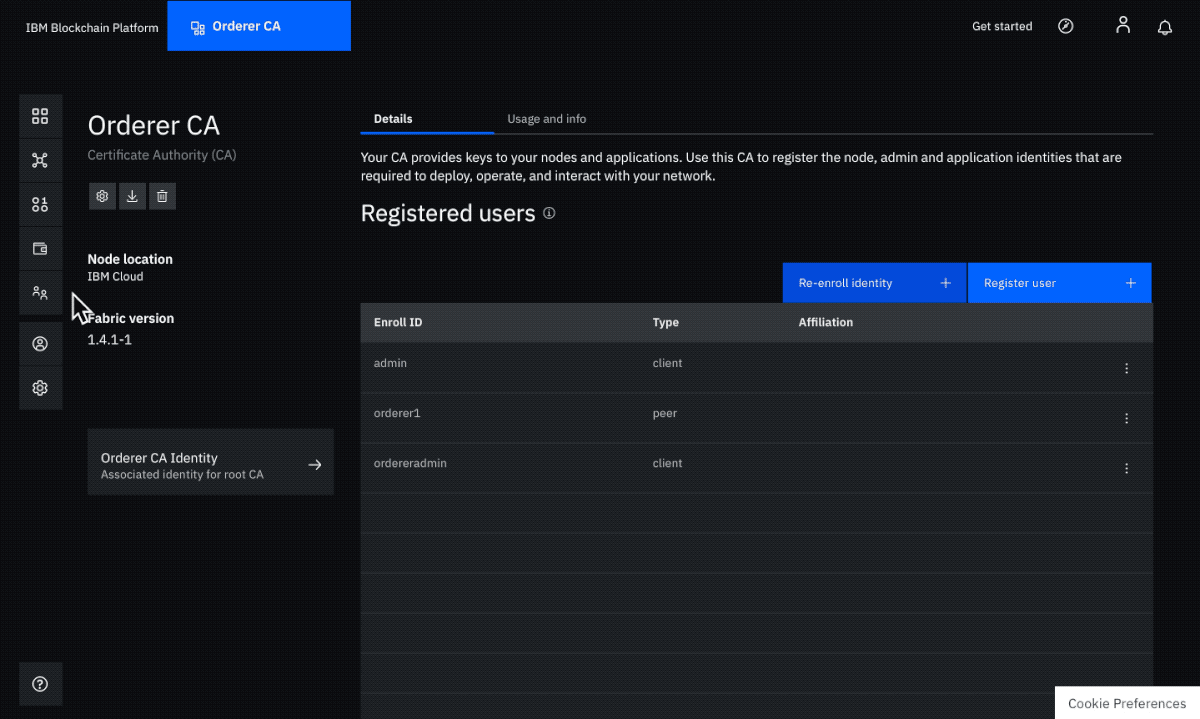 IBM Blockchain Platform
Orderer CA
Get started
Orderer CA
Certificate Authority (CA)
Node location
IBM Cloud
Fabric version
1.4.1-1
Orderer CA Identity
Associated identity for root CA
Details
Usage and info
Your CA provides keys to your nodes and applications. Use this CA to register the node, admin and application identities that are
required to deploy, operate, and interact with your network.
Registered users
Re-enroll identity
Register user
Enroll ID Type Affiliation
admin client
orderer1 peer
ordereradmin client
Cookie Preferences